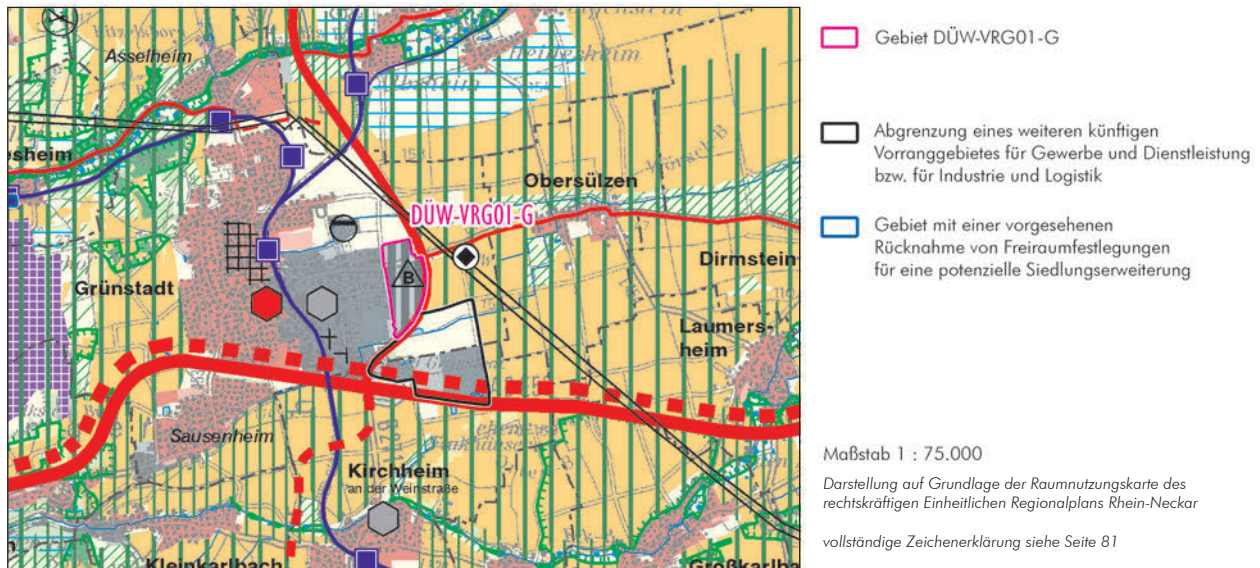 Asselheim
esheim
Obersülzen
DÜW-VRG01-G
B
Dirmstein
Grünstadt
Laumers-
heim
Sausenheim
Kirchheim
an der Weinstraße
Kleinkarlbach
Großkarlba
Gebiet DÜW-VRG01-G
Abgrenzung eines weiteren künftigen
Vorranggebietes für Gewerbe und Dienstleistung
bzw. für Industrie und Logistik
Gebiet mit einer vorgesehenen
Rücknahme von Freiraumfestlegungen
für eine potenzielle Siedlungserweiterung
Maßstab 1 : 75.000
Darstellung auf Grundlage der Raumnutzungskarte des
rechtskräftigen Einheitlichen Regionalplans Rhein-Neckar
vollständige Zeichenerklärung siehe Seite 81